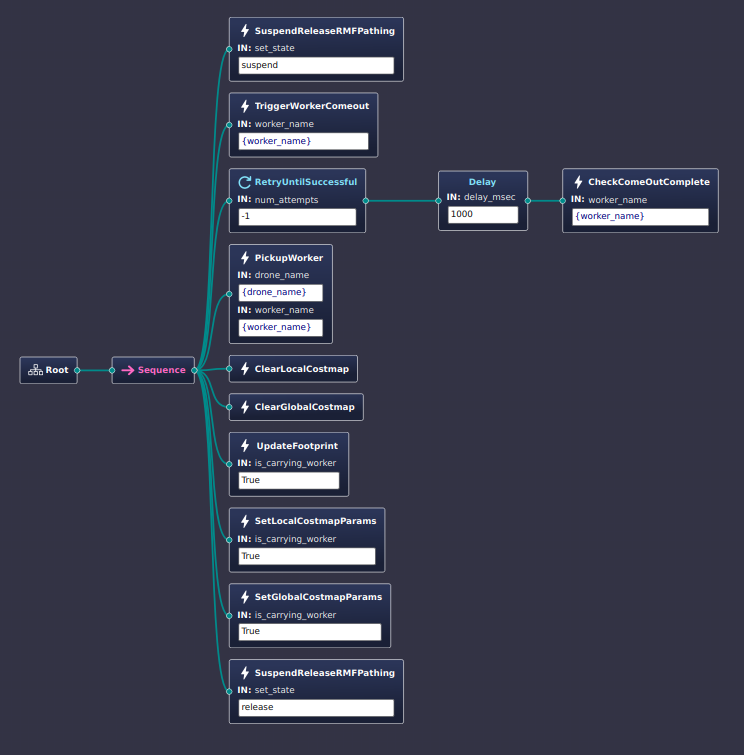 SuspendReleaseRMFPathing
IN: set_state
suspend
TriggerWorkerComeout
IN: worker_name
{worker_name}
RetryUntilSuccessful
IN: num_attempts
-1
Delay
IN: delay_msec
1000
CheckComeOutComplete
IN: worker_name
{worker_name}
PickupWorker
IN: drone_name
{drone_name}
IN: worker_name
{worker_name}
Root
Sequence
ClearLocalCostmap
ClearGlobalCostmap
UpdateFootprint
IN: is_carrying_worker
True
SetLocalCostmapParams
IN: is_carrying_worker
True
SetGlobalCostmapParams
IN: is_carrying_worker
True
SuspendReleaseRMFPathing
IN: set_state
release